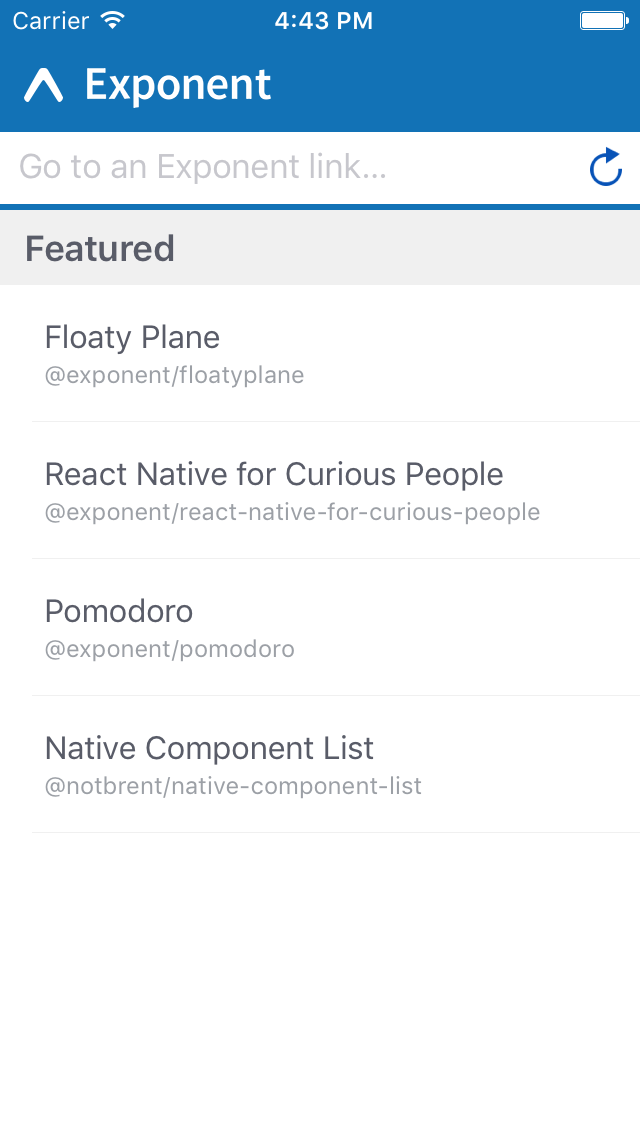 Carrier 4:43 PM
Exponent
Go to an Exponent link...
Featured
Floaty Plane
@exponent/floatyplane
React Native for Curious People
@exponent/react-native-for-curious-people
Pomodoro
@exponent/pomodoro
Native Component List
@notbrent/native-component-list